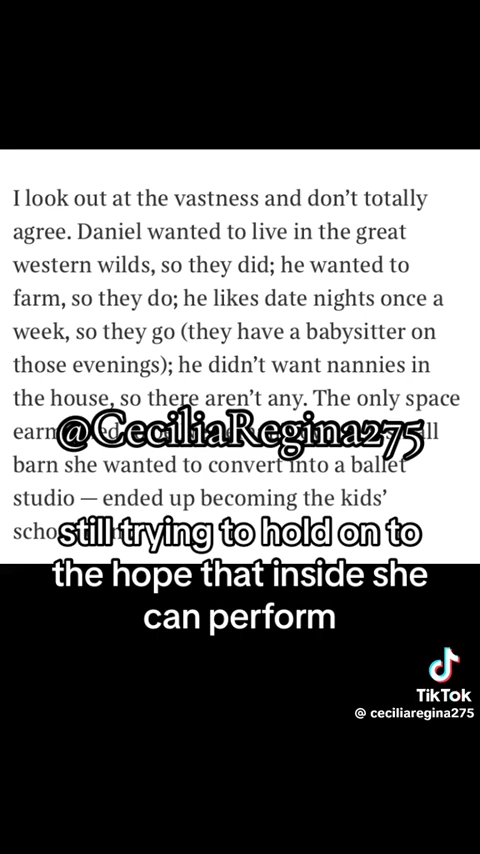 I look out at the vastness and don't totally
agree. Daniel wanted to live in the great
western wilds, so they did; he wanted to
farm, so they do; he likes date nights once a
week, so they go (they have a babysitter on
those evenings); he didn't want nannies in
the house, so there aren't any. The only space
@CeciliaRegina275
barn she wanted to convert into a ballet
studio — ended up becoming the kids'
still trying to hold on to
the hope that inside she
can perform
TikTok
@ ceciliaregina275